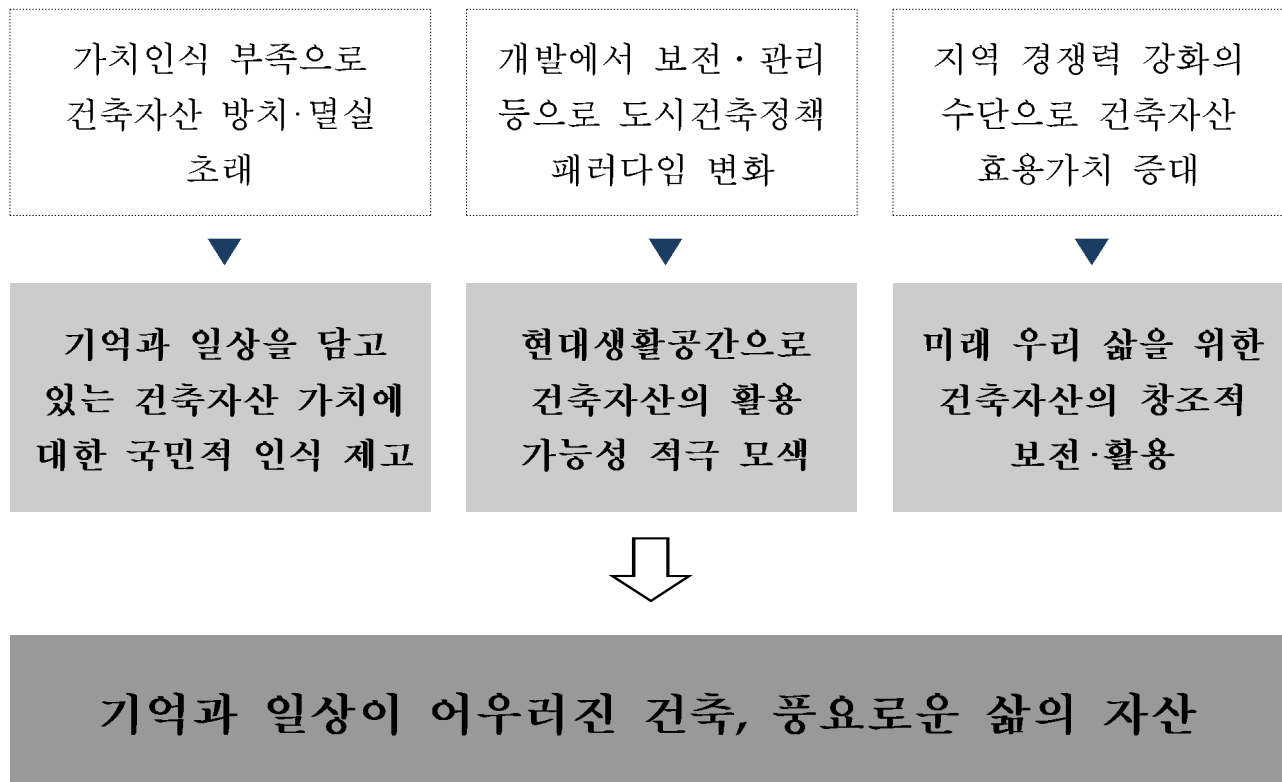 가치인식 부족으로
건축자산 방치·멸실
초래
개발에서 보전·관리
등으로 도시건축정책
패러다임 변화
지역 경쟁력 강화의
수단으로 건축자산
효용가치 증대
기억과 일상을 담고
있는 건축자산 가치에
대한 국민적 인식 제고
현대생활공간으로
건축자산의 활용
가능성 적극 모색
미래 우리 삶을 위한
건축자산의 창조적
보전·활용
기억과 일상이 어우러진 건축, 풍요로운 삶의 자산